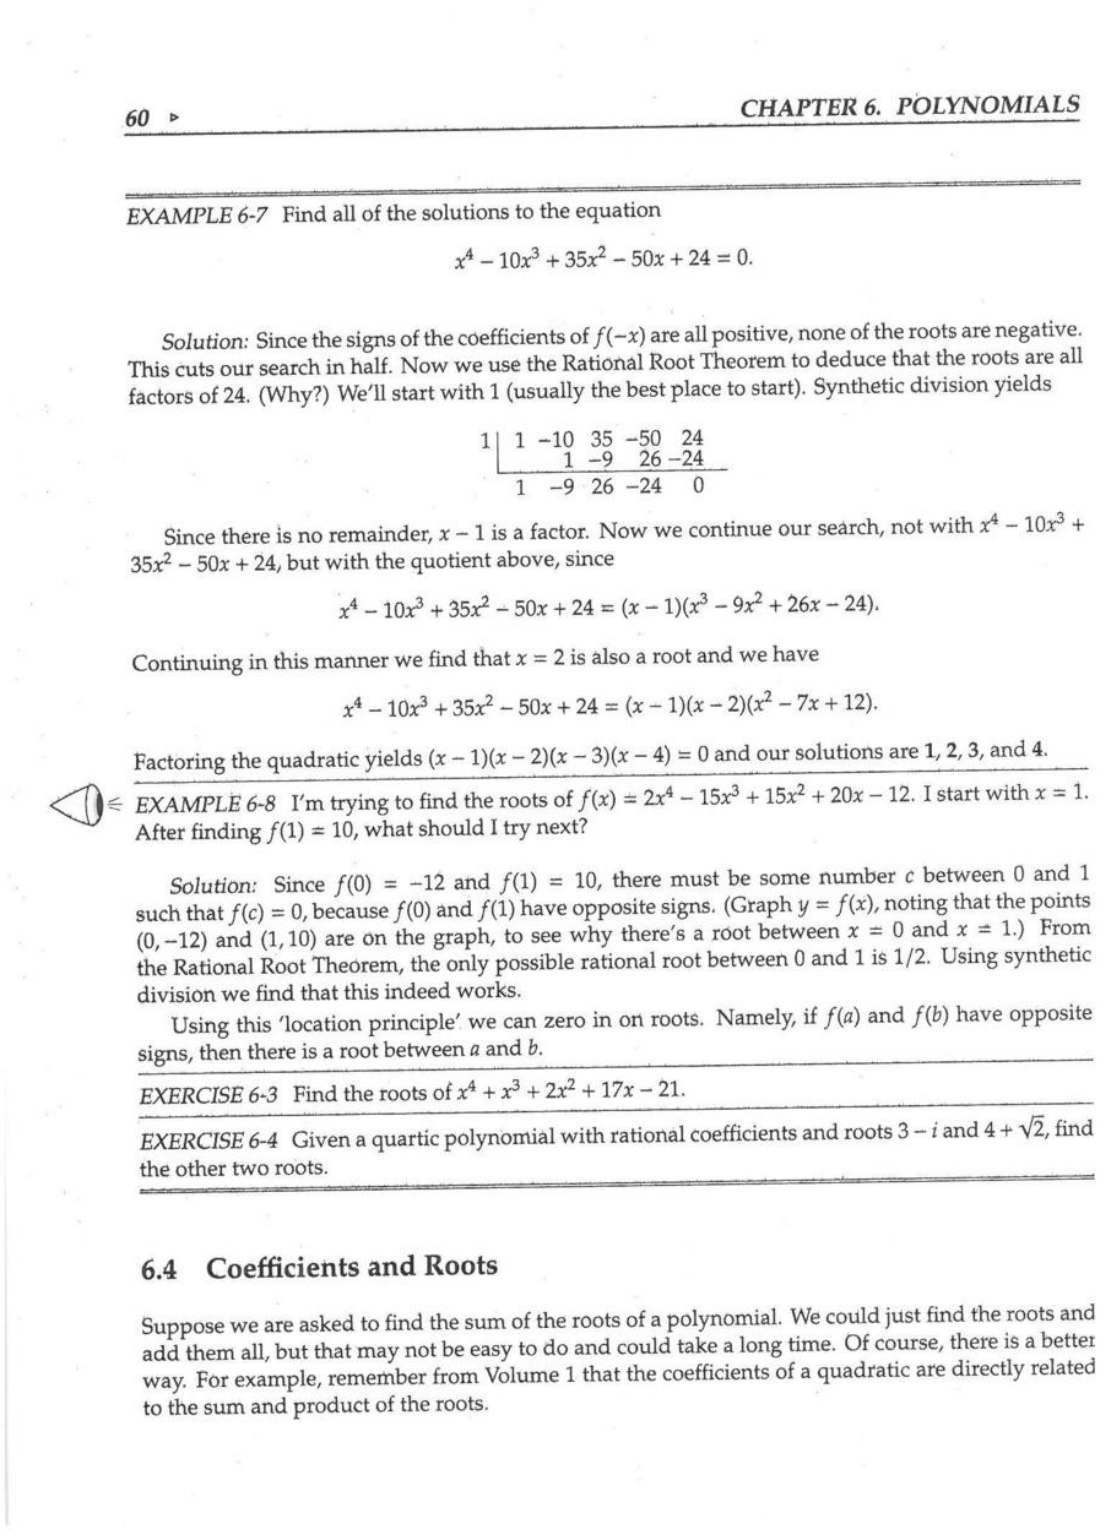 60 ▹
CHAPTER 6. POLYNOMIALS
EXAMPLE 6-7 Find all of the solutions to the equation
x⁴ − 10x³ + 35x² − 50x + 24 = 0.
Solution: Since the signs of the coefficients of f(−x) are all positive, none of the roots are negative.
This cuts our search in half. Now we use the Rational Root Theorem to deduce that the roots are all
factors of 24. (Why?) We'll start with 1 (usually the best place to start). Synthetic division yields
1| 1 −10 35 −50 24
1 −9 26 −24
1 −9 26 −24 0
Since there is no remainder, x − 1 is a factor. Now we continue our search, not with x⁴ − 10x³ +
35x² − 50x + 24, but with the quotient above, since
x⁴ − 10x³ + 35x² − 50x + 24 = (x − 1)(x³ − 9x² + 26x − 24).
Continuing in this manner we find that x = 2 is also a root and we have
x⁴ − 10x³ + 35x² − 50x + 24 = (x − 1)(x − 2)(x² − 7x + 12).
Factoring the quadratic yields (x − 1)(x − 2)(x − 3)(x − 4) = 0 and our solutions are 1, 2, 3, and 4.
EXAMPLE 6-8 I'm trying to find the roots of f(x) = 2x⁴ − 15x³ + 15x² + 20x − 12. I start with x = 1.
After finding f(1) = 10, what should I try next?
Solution: Since f(0) = −12 and f(1) = 10, there must be some number c between 0 and 1
such that f(c) = 0, because f(0) and f(1) have opposite signs. (Graph y = f(x), noting that the points
(0, −12) and (1, 10) are on the graph, to see why there's a root between x = 0 and x = 1.) From
the Rational Root Theorem, the only possible rational root between 0 and 1 is 1/2. Using synthetic
division we find that this indeed works.
Using this 'location principle' we can zero in on roots. Namely, if f(a) and f(b) have opposite
signs, then there is a root between a and b.
EXERCISE 6-3 Find the roots of x⁴ + x³ + 2x² + 17x − 21.
EXERCISE 6-4 Given a quartic polynomial with rational coefficients and roots 3 − i and 4 + √2, find
the other two roots.
6.4 Coefficients and Roots
Suppose we are asked to find the sum of the roots of a polynomial. We could just find the roots and
add them all, but that may not be easy to do and could take a long time. Of course, there is a better
way. For example, remember from Volume 1 that the coefficients of a quadratic are directly related
to the sum and product of the roots.